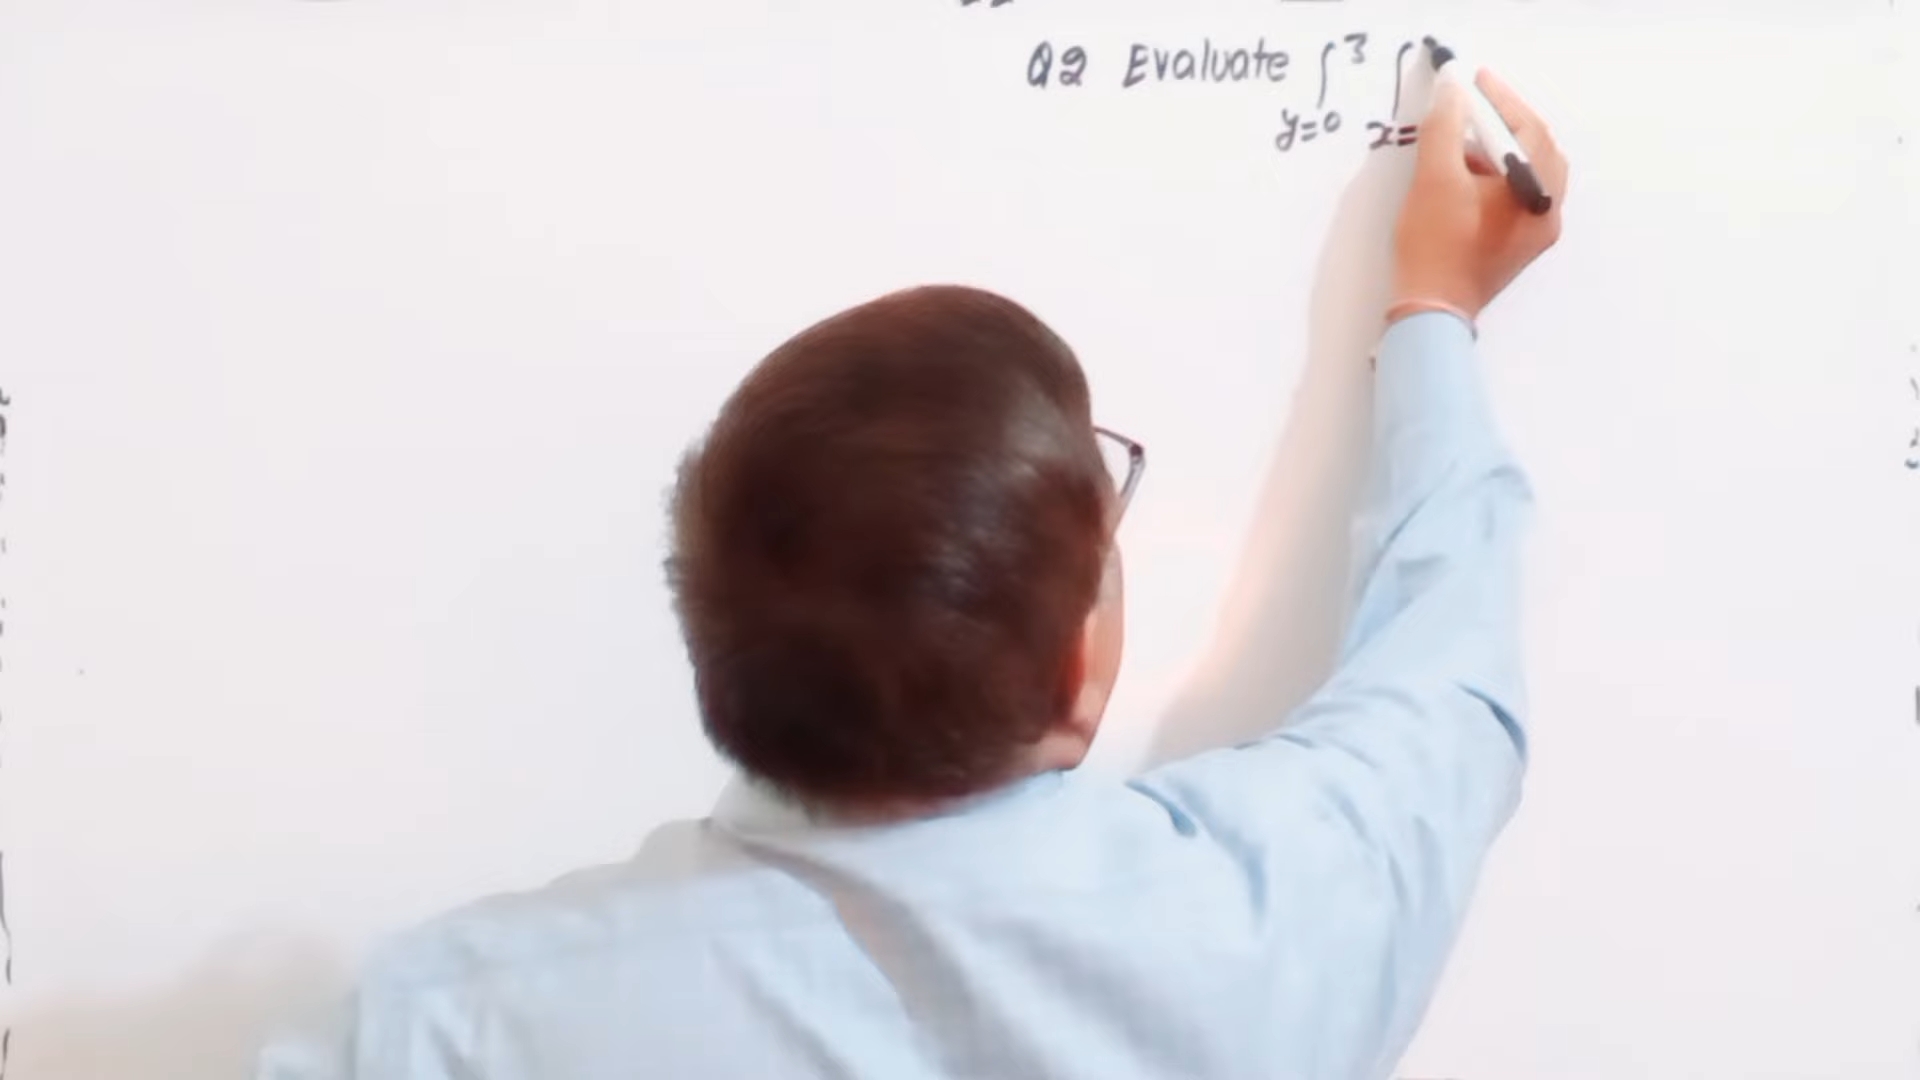 Q2 Evaluate ∫ 3 ∫
y=0 x=